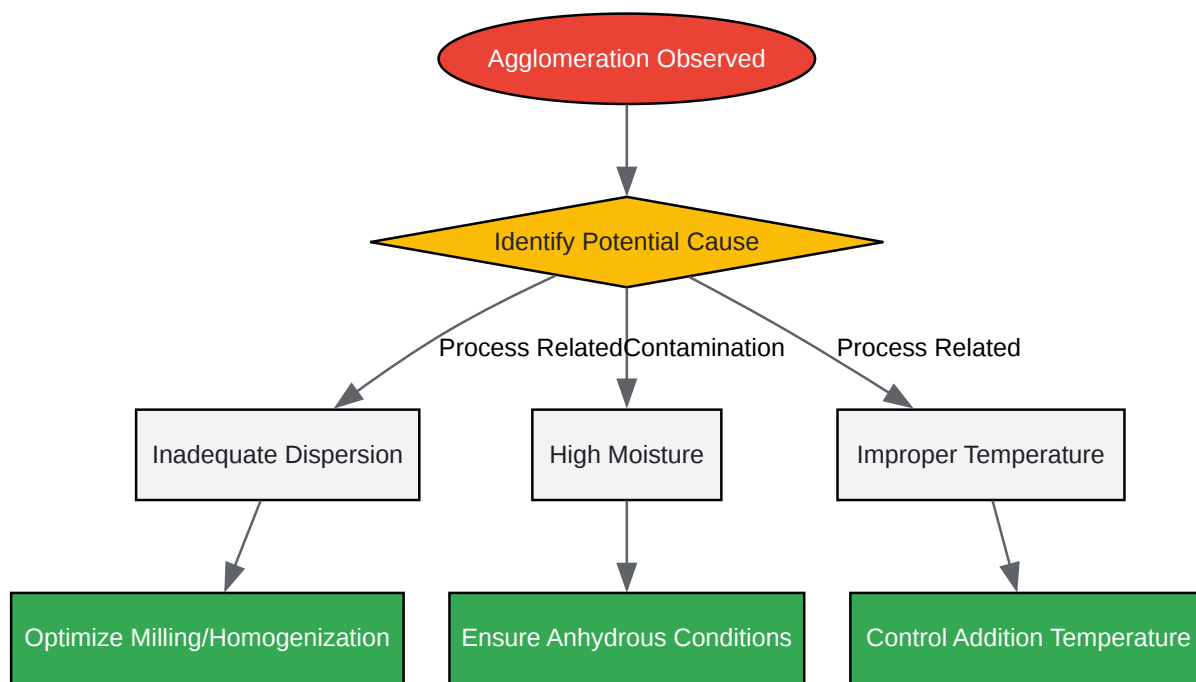 Agglomeration Observed
Identify Potential Cause
Process Related
Contamination
Process Related
Inadequate Dispersion
High Moisture
Improper Temperature
Optimize Milling/Homogenization
Ensure Anhydrous Conditions
Control Addition Temperature